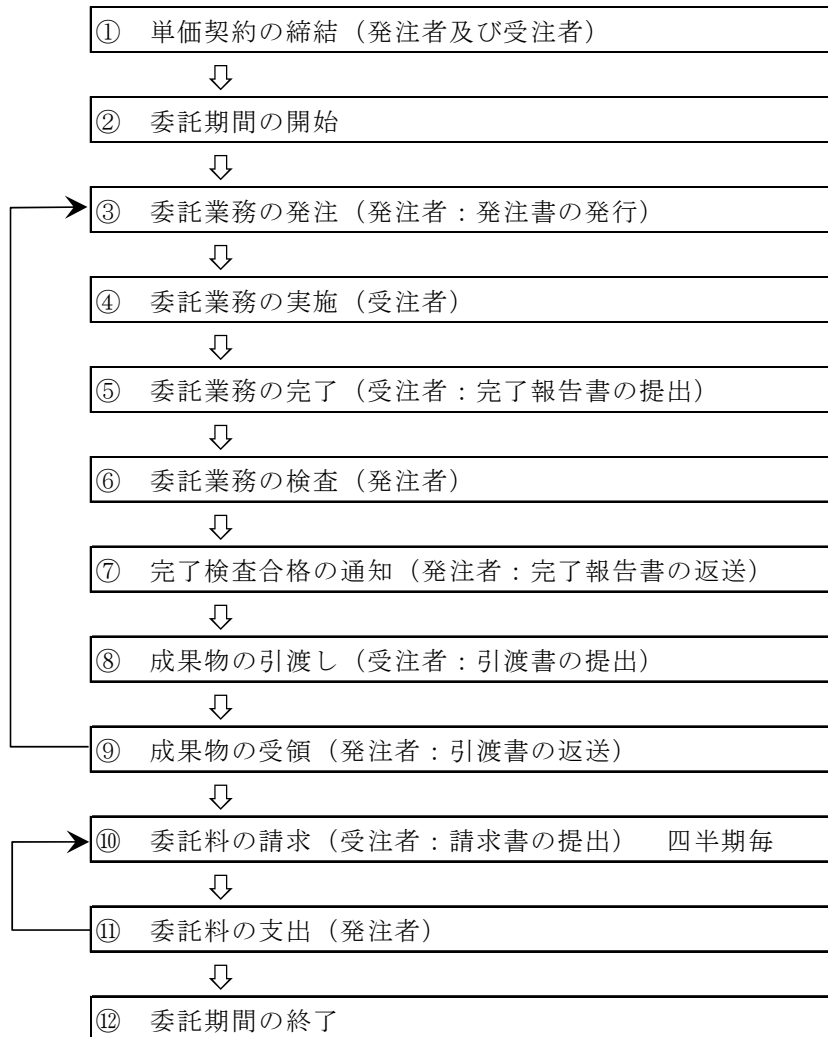 ① 単価契約の締結（発注者及び受注者）
② 委託期間の開始
③ 委託業務の発注（発注者：発注書の発行）
④ 委託業務の実施（受注者）
⑤ 委託業務の完了（受注者：完了報告書の提出）
⑥ 委託業務の検査（発注者）
⑦ 完了検査合格の通知（発注者：完了報告書の返送）
⑧ 成果物の引渡し（受注者：引渡書の提出）
⑨ 成果物の受領（発注者：引渡書の返送）
⑩ 委託料の請求（受注者：請求書の提出） 四半期毎
⑪ 委託料の支出（発注者）
⑫ 委託期間の終了